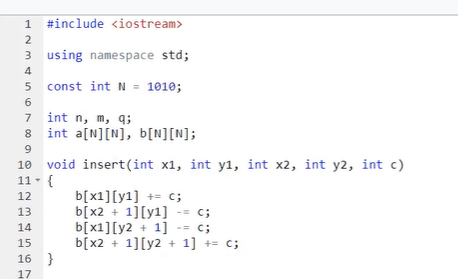 1 #include <iostream>
2
3 using namespace std;
4
5 const int N = 1010;
6
7 int n, m, q;
8 int a[N][N], b[N][N];
9
10 void insert(int x1, int y1, int x2, int y2, int c)
11 {
12     b[x1][y1] += c;
13     b[x2 + 1][y1] -= c;
14     b[x1][y2 + 1] -= c;
15     b[x2 + 1][y2 + 1] += c;
16 }
17